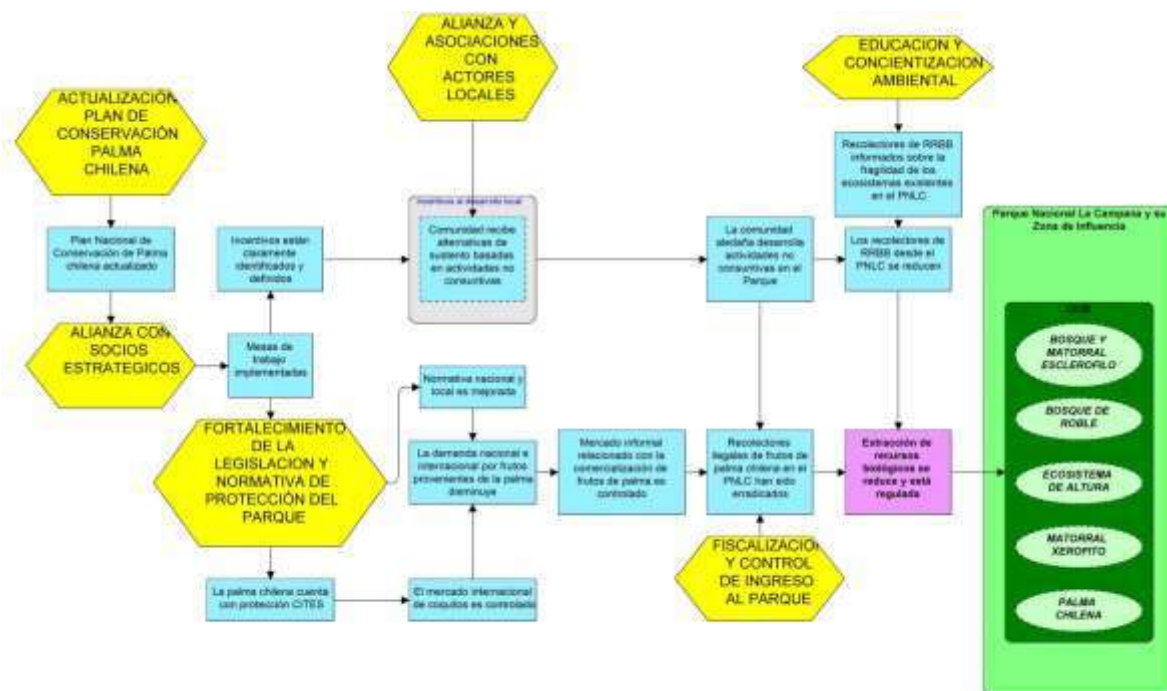 ACTUALIZACIÓN
PLAN DE
CONSERVACIÓN
PALMA
CHILENA
Plan Nacional de
Conservación de Palma
chilena actualizado
ALIANZA CON
SOCIOS
ESTRATEGICOS
Mesas de
trabajo
implementadas
Incentivos están
claramente
identificados y
definidos
ALIANZA Y
ASOCIACIONES
CON
ACTORES
LOCALES
Incentivos al desarrollo local
Comunidad recibe
alternativas de
sustento basadas
en actividades no
consuntivas
FORTALECIMIENTO
DE LA
LEGISLACION Y
NORMATIVA DE
PROTECCIÓN DEL
PARQUE
Normativa nacional y
local es mejorada
La demanda nacional e
internacional por frutos
provenientes de la palma
disminuye
La palma chilena cuenta
con protección CITES
El mercado internacional
de coquitos es controlado
Mercado informal
relacionado con la
comercialización de
frutos de palma es
controlado
EDUCACION Y
CONCIENTIZACION
AMBIENTAL
Recolectores de RRBB
informados sobre la
fragilidad de los
ecosistemas existentes
en el PNLC
La comunidad
aledaña desarrolla
actividades no
consuntivas en el
Parque
Los recolectores de
RRBB desde el
PNLC se reducen
Recolectores
ilegales de frutos de
palma chilena en el
PNLC han sido
erradicados
FISCALIZACION
Y CONTROL
DE INGRESO
AL PARQUE
Extracción de
recursos
biológicos se
reduce y está
regulada
Parque Nacional La Campana y su
Zona de Influencia
BOSQUE Y
MATORRAL
ESCLEROFILO
BOSQUE DE
ROBLE
ECOSISTEMA
DE ALTURA
MATORRAL
XEROFITO
PALMA
CHILENA